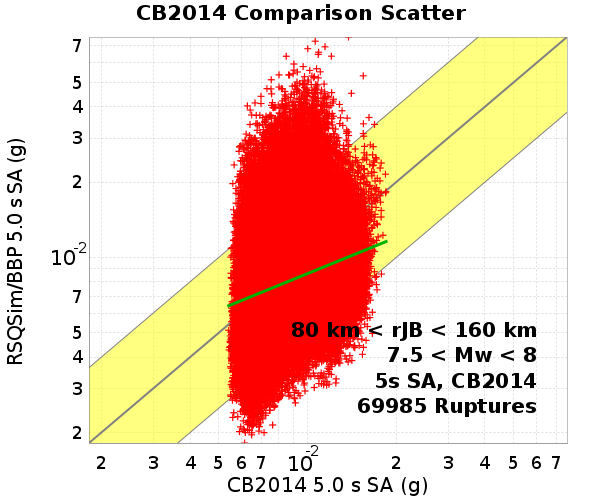 CB2014 Comparison Scatter
RSQSim/BBP 5.0 s SA (g)
7
5
4
3
2
10-2
7
5
4
3
2
80 km < rJB < 160 km
7.5 < Mw < 8
5s SA, CB2014
69985 Ruptures
2 3 4 5 6 7 10-2 2 3 4 5 6 7
CB2014 5.0 s SA (g)